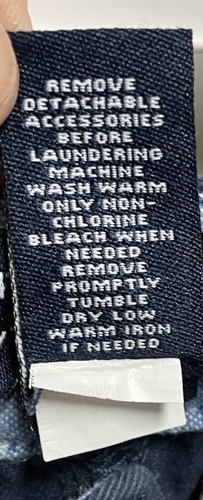 REMOVE
DETACHABLE
ACCESSORIES
BEFORE
LAUNDERING
MACHINE
WASH WARM
ONLY NON-
CHLORINE
BLEACH WHEN
NEEDED
REMOVE
PROMPTLY
TUMBLE
DRY LOW
WARM IRON
IF NEEDED